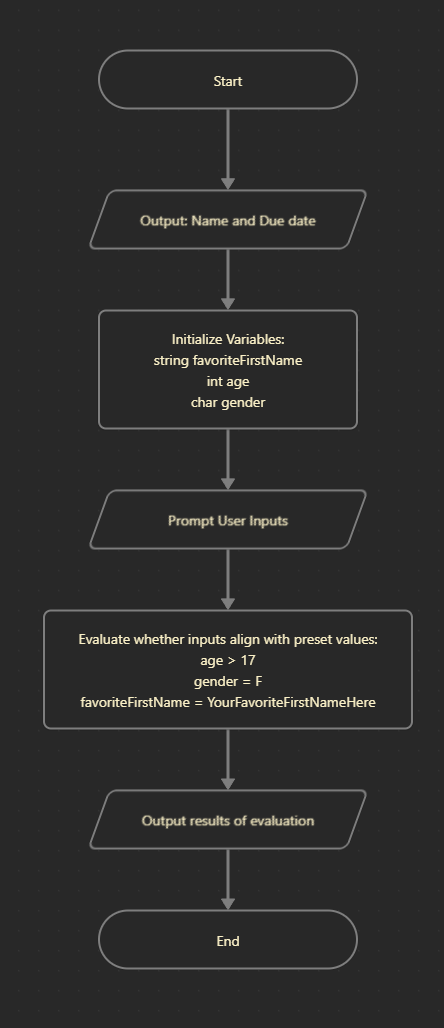 Start
Output: Name and Due date
Initialize Variables:
string favoriteFirstName
int age
char gender
Prompt User Inputs
Evaluate whether inputs align with preset values:
age > 17
gender = F
favoriteFirstName = YourFavoriteFirstNameHere
Output results of evaluation
End